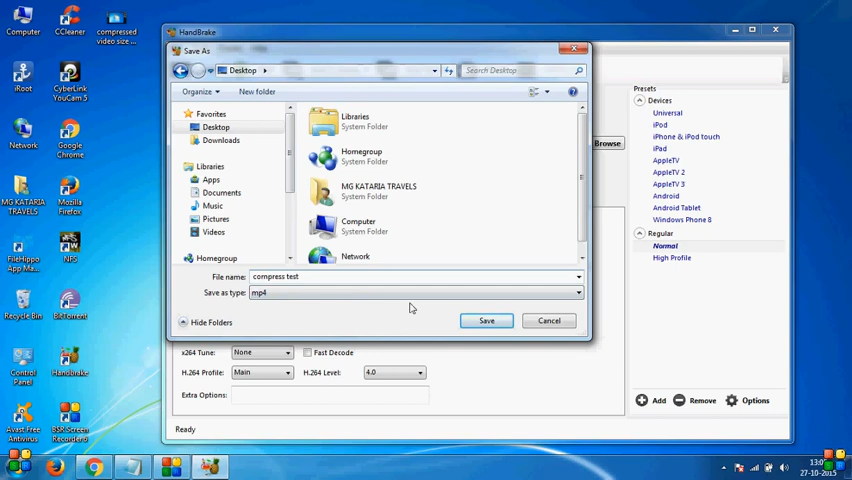 Computer
CCleaner
compressed
video size ...
iRoot
CyberLink
YouCam 5
Network
Google
Chrome
MG KATARIA
TRAVELS
Mozilla
Firefox
FileHippo
App Ma...
NFS
Recycle Bin
BitTorrent
Control
Panel
Handbrake
Avast Free
Antivirus
BSR Screen
Recorder 6
HandBrake
Save As
Desktop
Search Desktop
Organize
New folder
Favorites
Desktop
Downloads
Libraries
Apps
Documents
Music
Pictures
Videos
Homegroup
Libraries
System Folder
Homegroup
System Folder
MG KATARIA TRAVELS
System Folder
Computer
System Folder
Network
File name:
compress test
Save as type:
mp4
Hide Folders
Save
Cancel
Browse
x264 Tune:
None
Fast Decode
H.264 Profile:
Main
H.264 Level:
4.0
Extra Options:
Ready
Presets
Devices
Universal
iPod
iPhone & iPod touch
iPad
AppleTV
AppleTV 2
AppleTV 3
Android
Android Tablet
Windows Phone 8
Regular
Normal
High Profile
Add
Remove
Options
27-10-2015